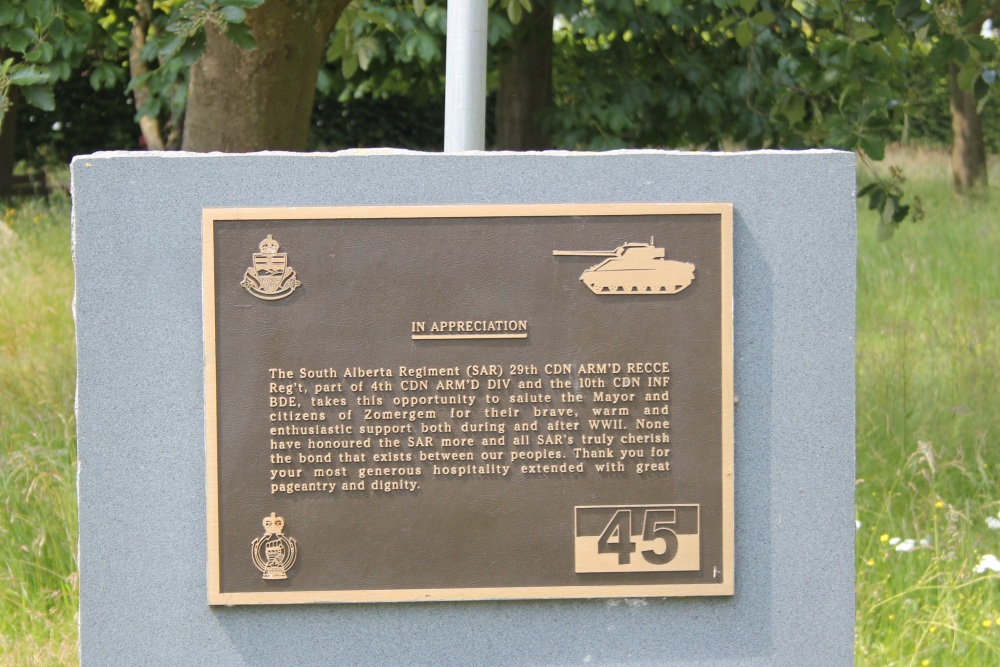 IN APPRECIATION
The South Alberta Regiment (SAR) 29th CDN ARM'D RECCE
Reg't, part of 4th CDN ARM'D DIV and the 10th CDN INF
BDE, takes this opportunity to salute the Mayor and
citizens of Zomergem for their brave, warm and
enthusiastic support both during and after WWII. None
have honoured the SAR more and all SAR's truly cherish
the bond that exists between our peoples. Thank you for
your most generous hospitality extended with great
pageantry and dignity.
45